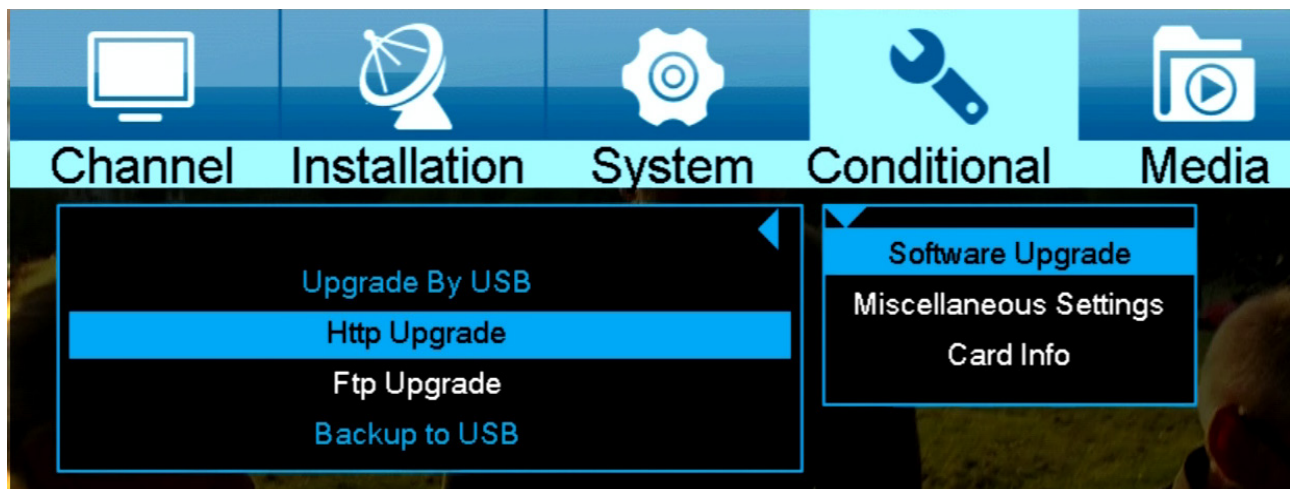 Channel Installation System Conditional Media
Upgrade By USB
Http Upgrade
Ftp Upgrade
Backup to USB
Software Upgrade
Miscellaneous Settings
Card Info